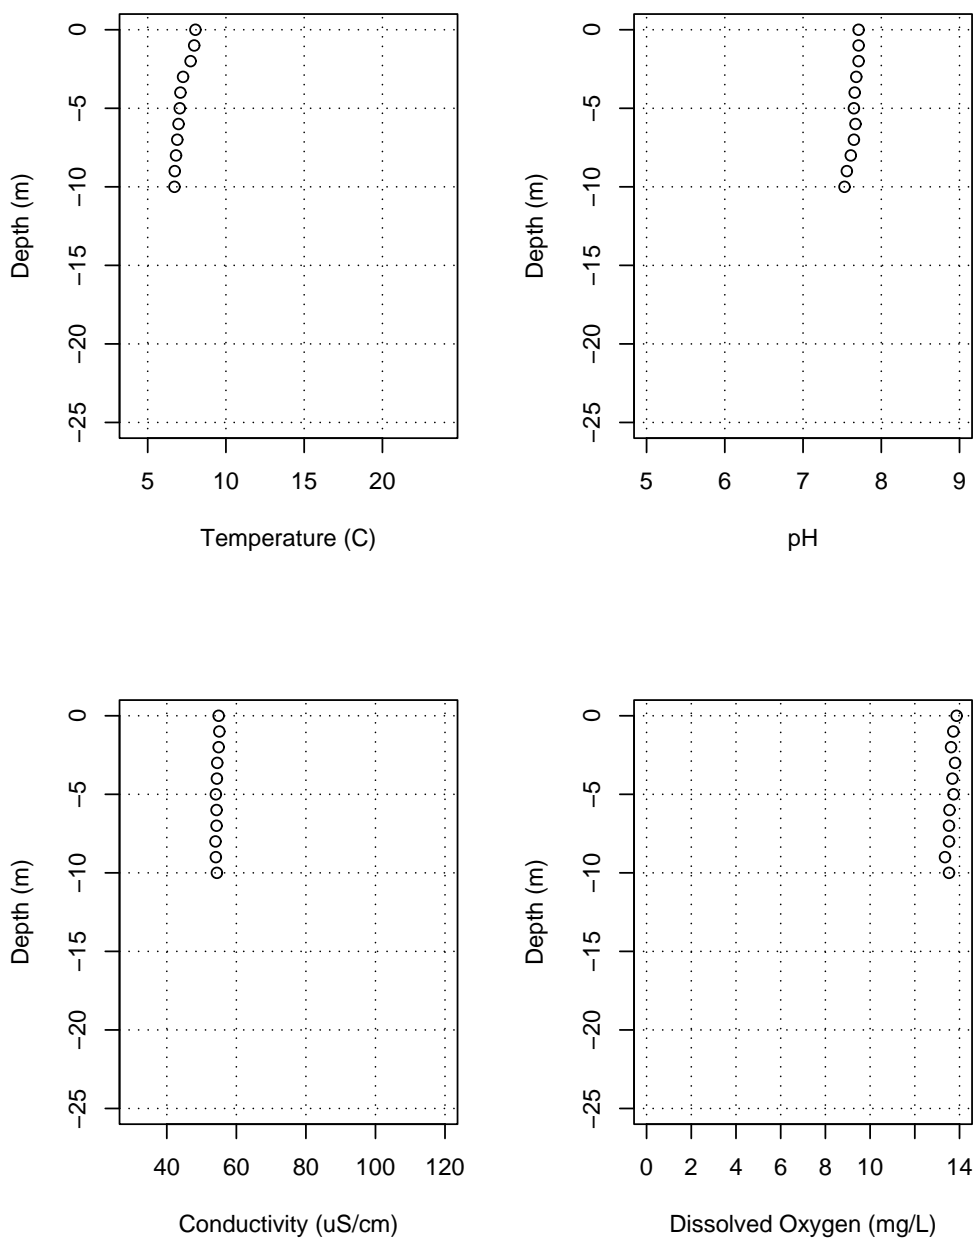 0
−5
−10
−15
−20
−25
Depth (m)
5 10 15 20
Temperature (C)
0
−5
−10
−15
−20
−25
Depth (m)
5 6 7 8 9
pH
0
−5
−10
−15
−20
−25
Depth (m)
40 60 80 100 120
Conductivity (uS/cm)
0
−5
−10
−15
−20
−25
Depth (m)
0 2 4 6 8 10 14
Dissolved Oxygen (mg/L)